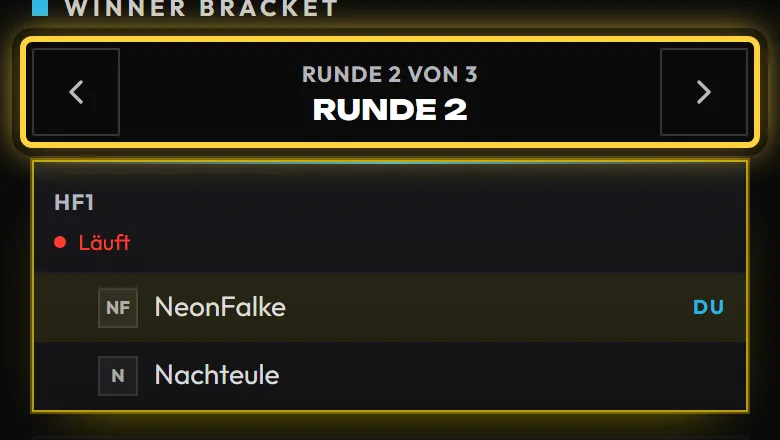 WINNER BRACKET
RUNDE 2 VON 3
RUNDE 2
HF1
Läuft
NF NeonFalke DU
N Nachteule